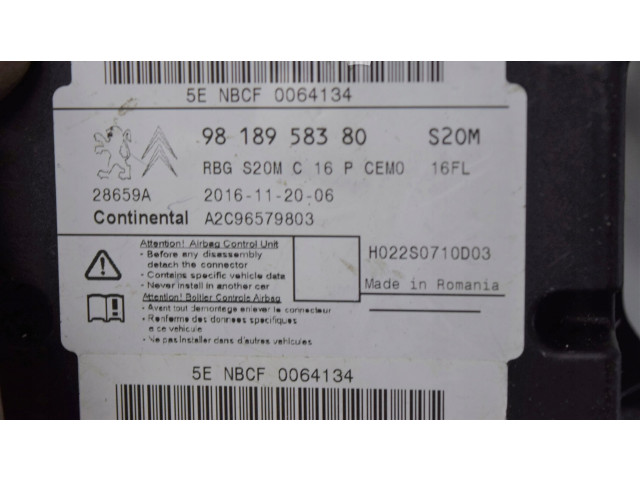 5E NBCF 0064134
98 189 583 80 S20M
RBG S20M C 16 P CEMO 16FL
28659A 2016-11-20-06
Continental A2C96579803
Attention! Airbag Control Unit
- Before any disassembly
detach the connector
- Contains specific vehicle data
- Never install in another car
Attention! Boitier Controle Airbag
- Avant tout demontage enlever le connecteur
- Renferme des donnees specifiques
a ce vehicule
- Ne pas installer dans d'autres vehicules
H022S0710D03
Made in Romania
5E NBCF 0064134